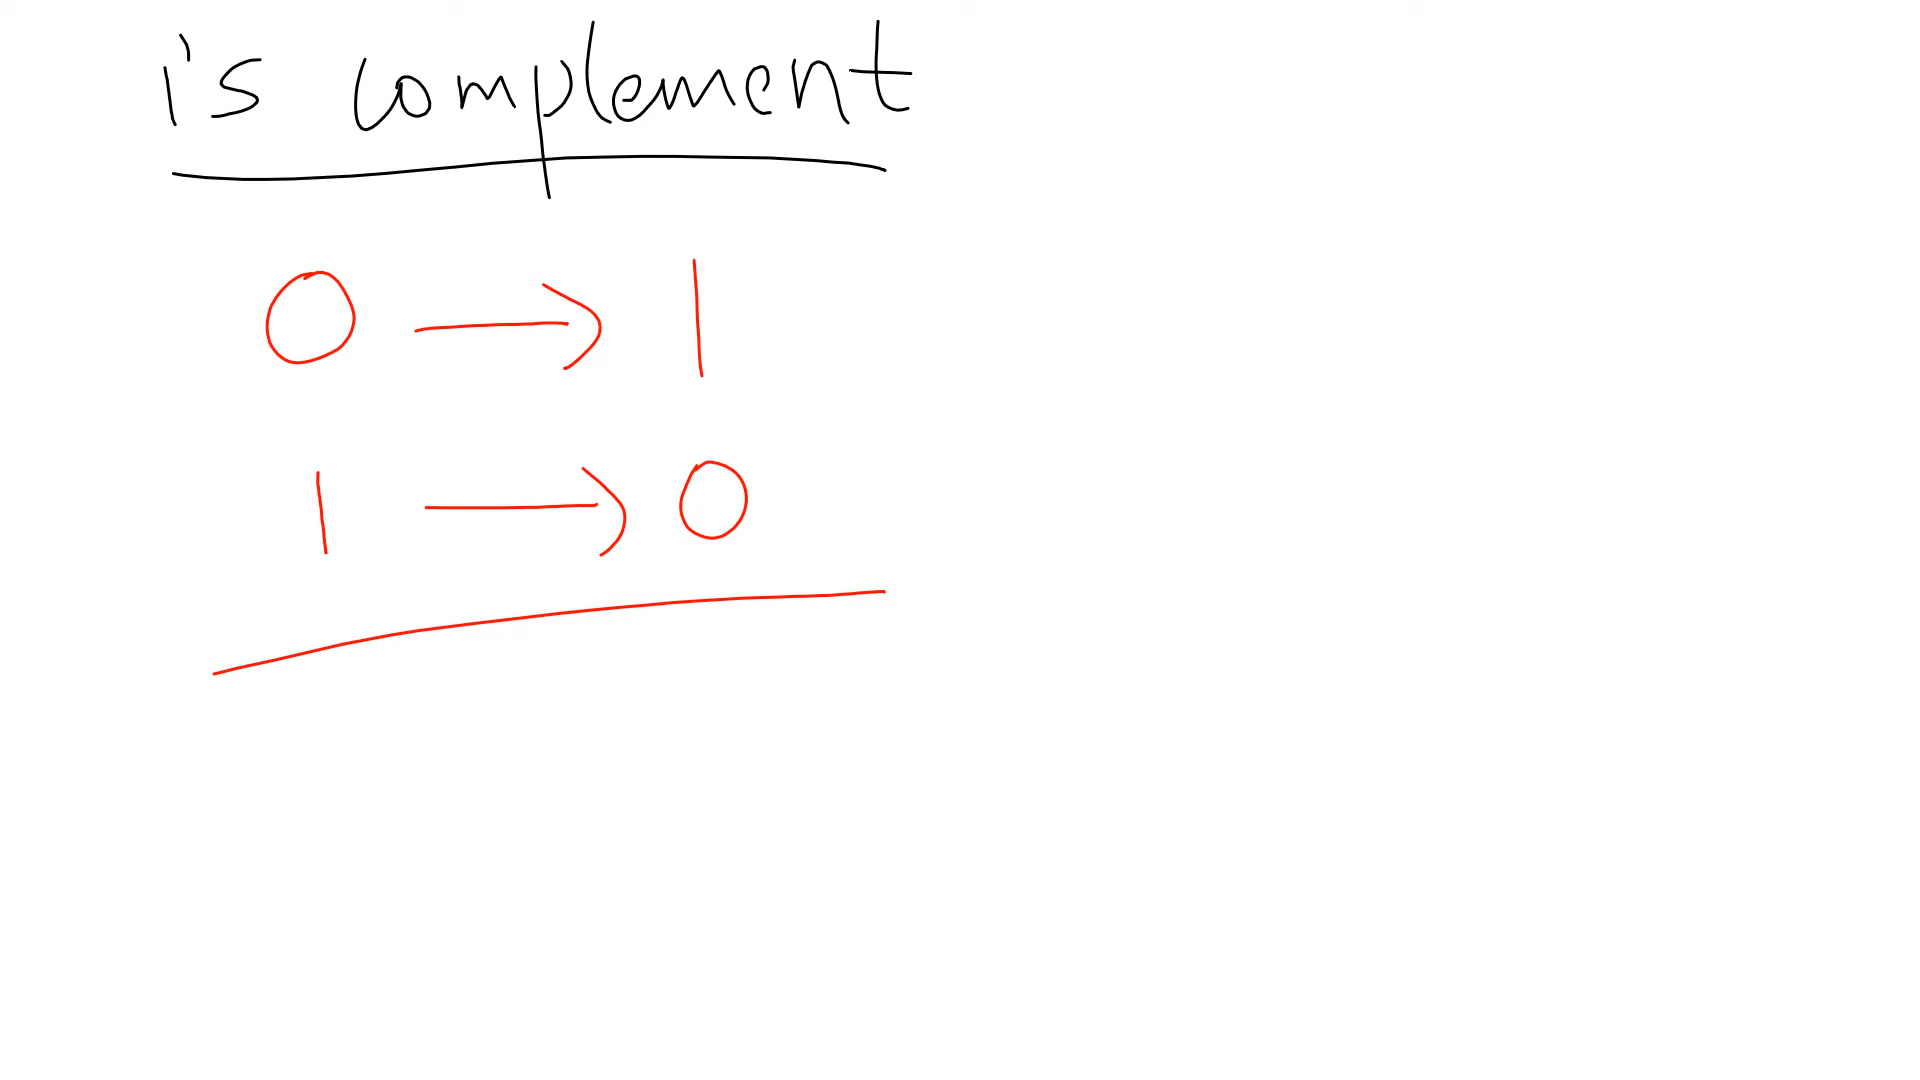 1's complement
0 → 1
1 → 0